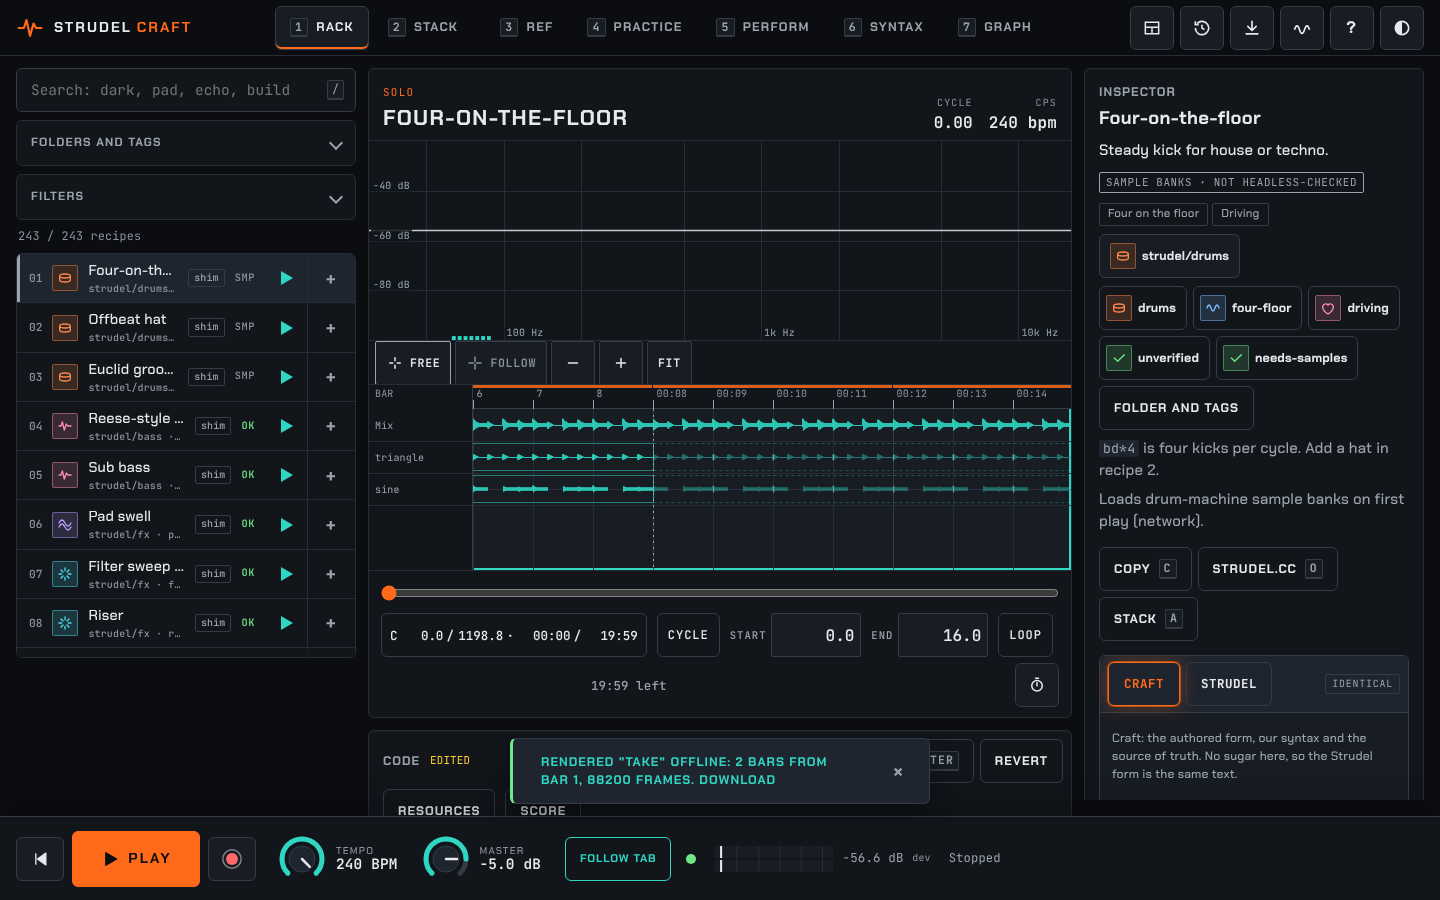 STRUDEL CRAFT
1 RACK
2 STACK
3 REF
4 PRACTICE
5 PERFORM
6 SYNTAX
7 GRAPH
?
Search: dark, pad, echo, build /
FOLDERS AND TAGS
FILTERS
243 / 243 recipes
01 Four-on-th… shim SMP +
strudel/drums…
02 Offbeat hat shim SMP +
strudel/drums…
03 Euclid groo… shim SMP +
strudel/drums…
04 Reese-style … shim OK +
strudel/bass ·…
05 Sub bass shim OK +
strudel/bass ·…
06 Pad swell shim OK +
strudel/fx · p…
07 Filter sweep … shim OK +
strudel/fx · f…
08 Riser shim OK +
strudel/fx · r…
SOLO
FOUR-ON-THE-FLOOR
CYCLE CPS
0.00 240 bpm
-40 dB
-60 dB
-80 dB
100 Hz 1k Hz 10k Hz
FREE FOLLOW − + FIT
BAR 6 7 8 00:08 00:09 00:10 00:11 00:12 00:13 00:14
Mix
triangle
sine
C 0.0 / 1198.8 · 00:00 / 19:59 CYCLE START 0.0 END 16.0 LOOP
19:59 left
CODE EDITED TER REVERT
RESOURCES SCORE
RENDERED "TAKE" OFFLINE: 2 BARS FROM
BAR 1, 88200 FRAMES. DOWNLOAD ×
INSPECTOR
Four-on-the-floor
Steady kick for house or techno.
SAMPLE BANKS · NOT HEADLESS-CHECKED
Four on the floor Driving
strudel/drums
drums four-floor driving
unverified needs-samples
FOLDER AND TAGS
bd*4 is four kicks per cycle. Add a hat in
recipe 2.
Loads drum-machine sample banks on first
play (network).
COPY C STRUDEL.CC O
STACK A
CRAFT STRUDEL IDENTICAL
Craft: the authored form, our syntax and the
source of truth. No sugar here, so the Strudel
form is the same text.
PLAY
TEMPO
240 BPM
MASTER
-5.0 dB
FOLLOW TAB
-56.6 dB dev Stopped